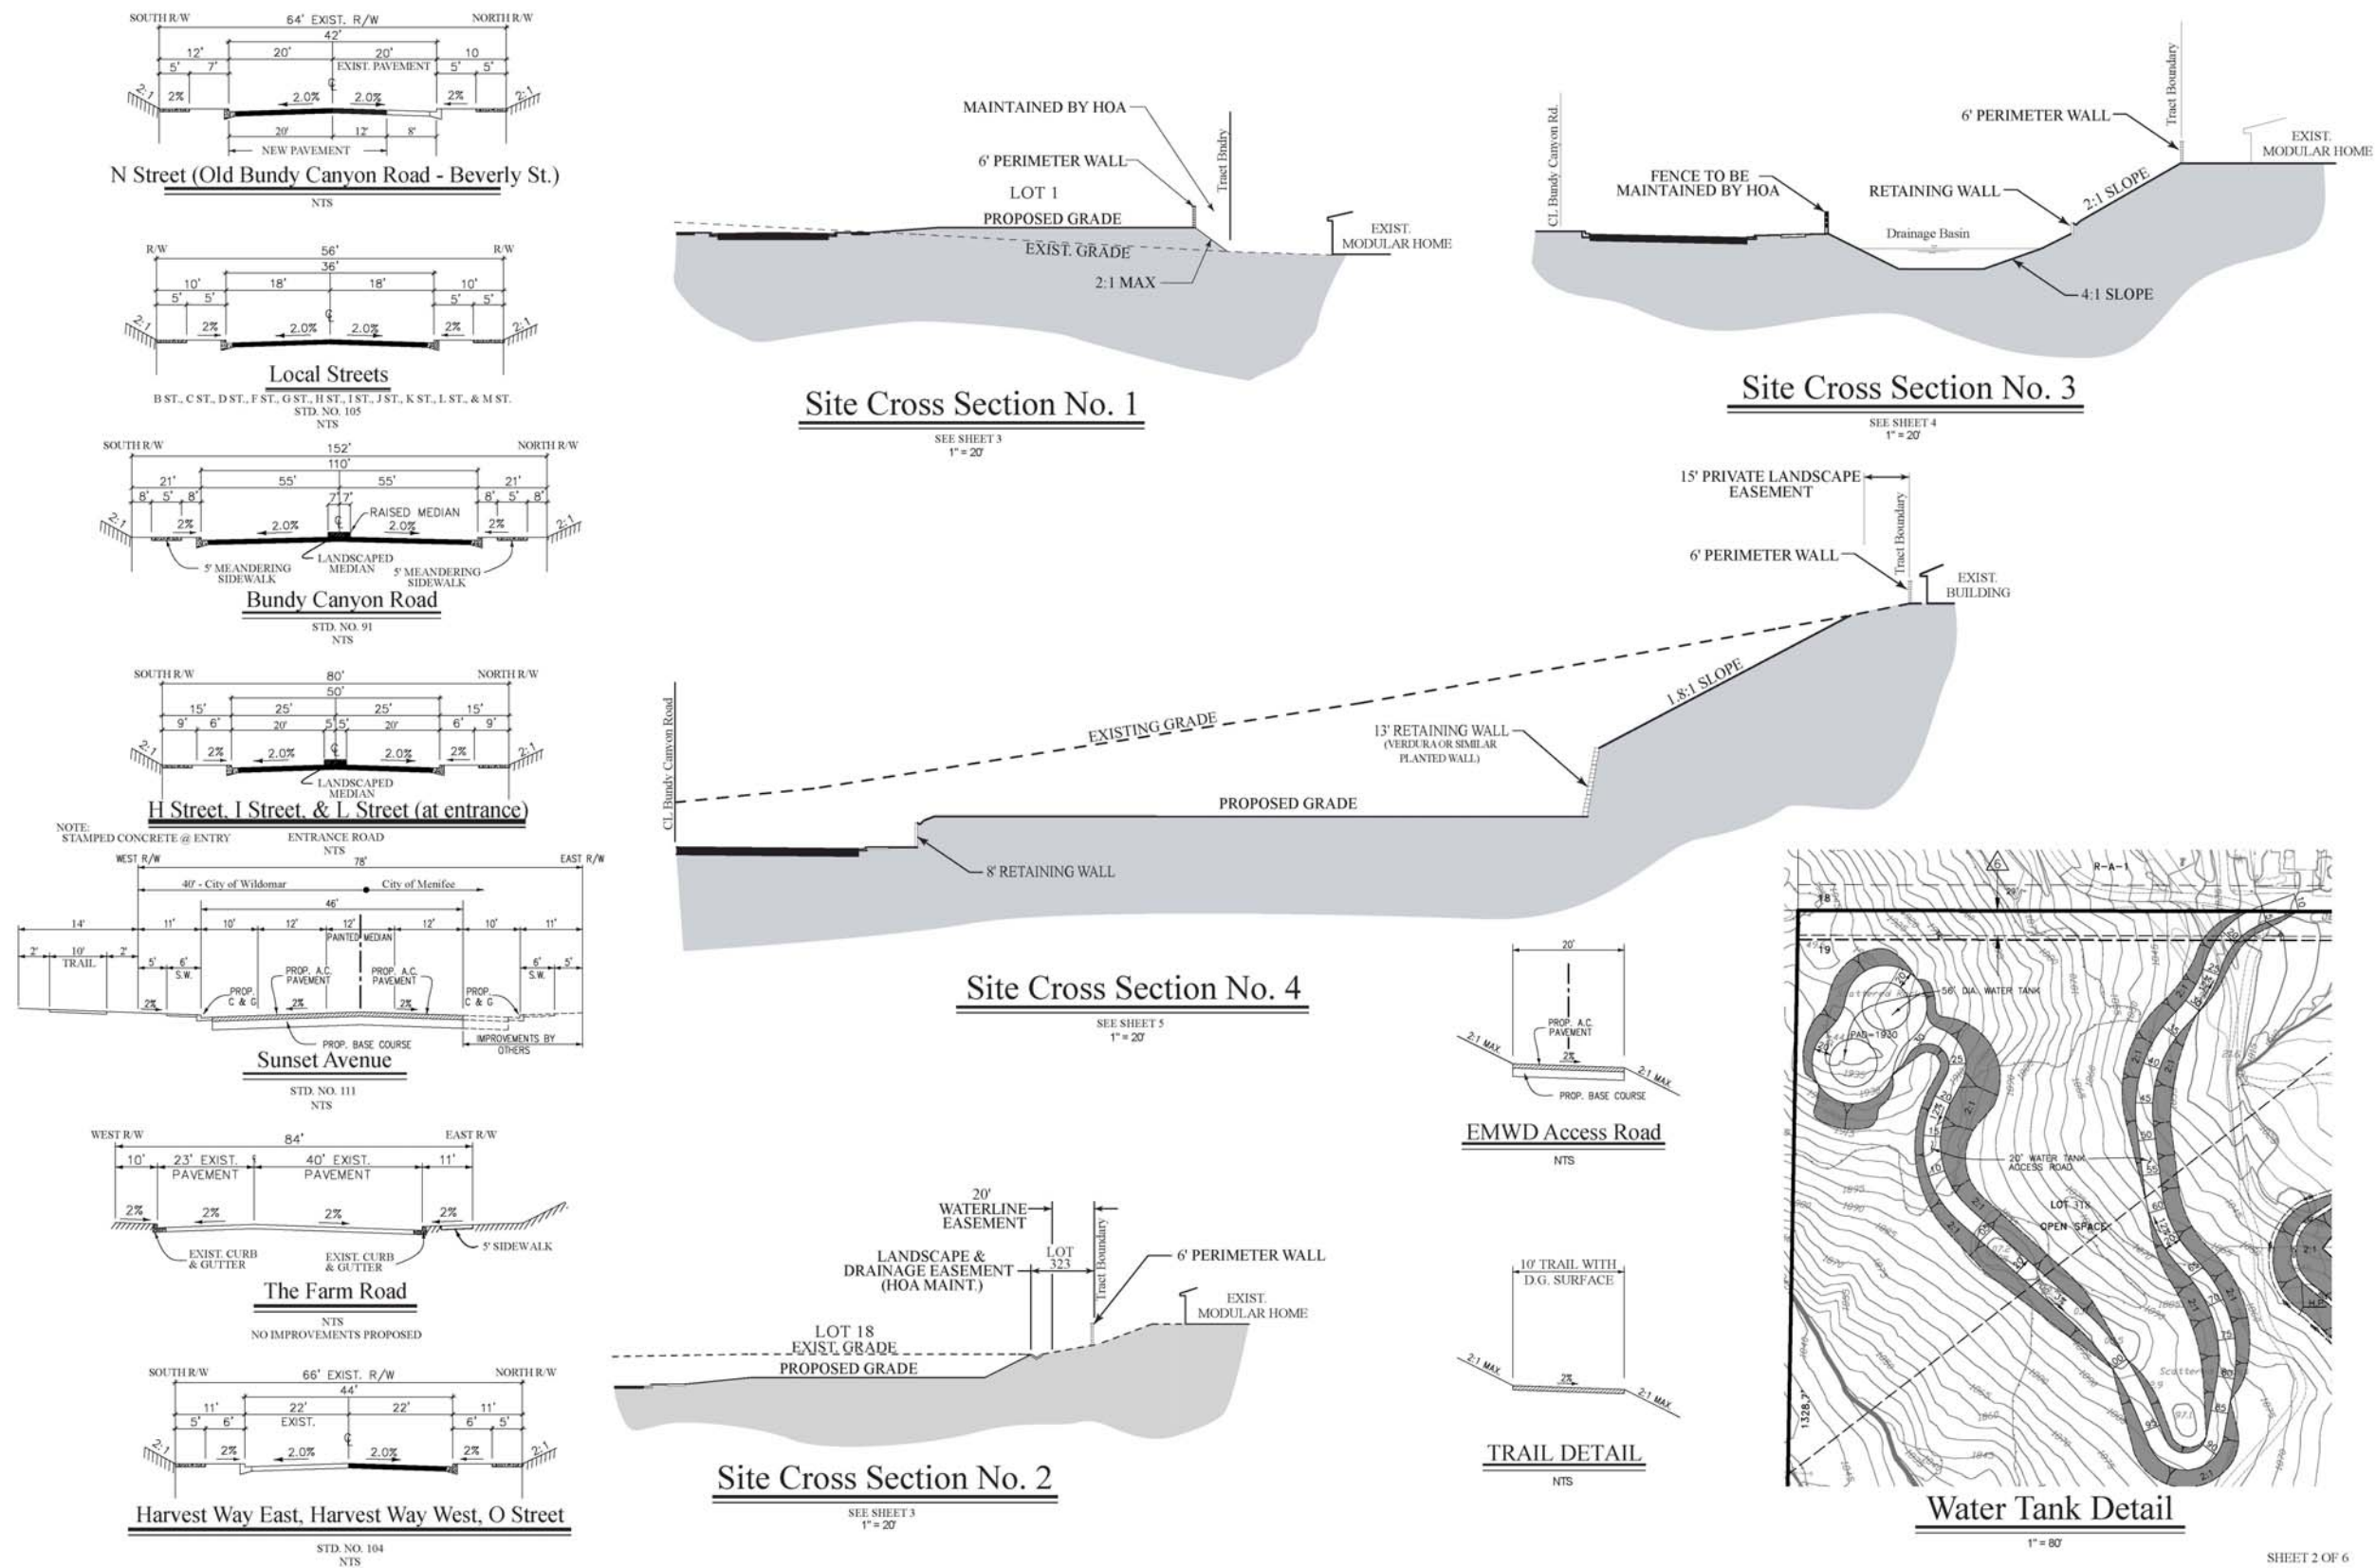 SOUTH R/W 64' EXIST. R/W NORTH R/W
42'
12' 20' 20' 10
5' 7' EXIST. PAVEMENT 5' 5'
2:1 2% 2.0% 2.0% 2% 2:1
20' 12' 8'
NEW PAVEMENT
N Street (Old Bundy Canyon Road - Beverly St.)
NTS
R/W 56' R/W
36'
10' 18' 18' 10'
5' 5' 5' 5'
2:1 2% 2.0% 2.0% 2% 2:1
Local Streets
B ST., C ST., D ST., F ST., G ST., H ST., I ST., J ST., K ST., L ST., & M ST.
STD. NO. 105
NTS
SOUTH R/W 152' NORTH R/W
110'
21' 55' 55' 21'
8' 5' 8' 7' 7' 8' 5' 8'
RAISED MEDIAN
2:1 2% 2.0% 2.0% 2% 2:1
LANDSCAPED
MEDIAN
5' MEANDERING
SIDEWALK
5' MEANDERING
SIDEWALK
Bundy Canyon Road
STD. NO. 91
NTS
SOUTH R/W 80' NORTH R/W
50'
15' 25' 25' 15'
9' 6' 20' 5' 5' 20' 6' 9'
2:1 2% 2.0% 2.0% 2% 2:1
LANDSCAPED
MEDIAN
H Street, I Street, & L Street (at entrance)
NOTE:
STAMPED CONCRETE @ ENTRY
ENTRANCE ROAD
NTS
WEST R/W 78' EAST R/W
40' - City of Wildomar City of Menifee
46'
14' 11' 10' 12' 12' 12' 10' 11'
PAINTED MEDIAN
2' 10' 2'
TRAIL
5' 6'
S.W.
6' 5'
S.W.
PROP. A.C.
PAVEMENT
PROP. A.C.
PAVEMENT
PROP.
C & G
PROP.
C & G
2% 2% 2%
PROP. BASE COURSE
IMPROVEMENTS BY
OTHERS
Sunset Avenue
STD. NO. 111
NTS
WEST R/W 84' EAST R/W
10' 23' EXIST. 40' EXIST. 11'
PAVEMENT PAVEMENT
2% 2% 2% 2%
EXIST. CURB
& GUTTER
EXIST. CURB
& GUTTER
5' SIDEWALK
The Farm Road
NTS
NO IMPROVEMENTS PROPOSED
SOUTH R/W 66' EXIST. R/W NORTH R/W
44'
11' 22' 22' 11'
5' 6' EXIST. 6' 5'
2:1 2% 2.0% 2.0% 2% 2:1
Harvest Way East, Harvest Way West, O Street
STD. NO. 104
NTS
MAINTAINED BY HOA
Tract Bndry
6' PERIMETER WALL
LOT 1
PROPOSED GRADE
EXIST. GRADE
EXIST.
MODULAR HOME
2:1 MAX
Site Cross Section No. 1
SEE SHEET 3
1" = 20'
CL Bundy Canyon Rd.
Tract Boundary
6' PERIMETER WALL
EXIST.
MODULAR HOME
FENCE TO BE
MAINTAINED BY HOA
RETAINING WALL
2:1 SLOPE
Drainage Basin
4:1 SLOPE
Site Cross Section No. 3
SEE SHEET 4
1" = 20'
15' PRIVATE LANDSCAPE
EASEMENT
Tract Boundary
6' PERIMETER WALL
EXIST.
BUILDING
1.8:1 SLOPE
CL Bundy Canyon Road
EXISTING GRADE
13' RETAINING WALL
(VERDURA OR SIMILAR
PLANTED WALL)
PROPOSED GRADE
8' RETAINING WALL
Site Cross Section No. 4
SEE SHEET 5
1" = 20'
20'
PROP. A.C.
PAVEMENT
2:1 MAX. 2% 2:1 MAX.
PROP. BASE COURSE
EMWD Access Road
NTS
20'
WATERLINE
EASEMENT
LANDSCAPE &
DRAINAGE EASEMENT
(HOA MAINT.)
LOT
323
Tract Boundary
6' PERIMETER WALL
EXIST.
MODULAR HOME
LOT 18
EXIST. GRADE
PROPOSED GRADE
Site Cross Section No. 2
SEE SHEET 3
1" = 20'
10' TRAIL WITH
D.G. SURFACE
2:1 MAX. 2% 2:1 MAX.
TRAIL DETAIL
NTS
R-A-1
18
19
56' DIA. WATER TANK
PAD=1930
20' WATER TANK
ACCESS ROAD
LOT 318
OPEN SPACE
Water Tank Detail
1" = 80'
SHEET 2 OF 6